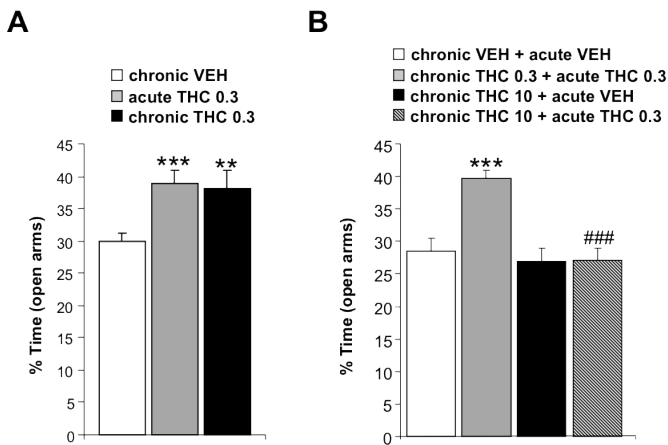 A
chronic VEH
acute THC 0.3
chronic THC 0.3
% Time (open arms)
45
40
35
30
25
20
15
10
5
0
***
**
B
chronic VEH + acute VEH
chronic THC 0.3 + acute THC 0.3
chronic THC 10 + acute VEH
chronic THC 10 + acute THC 0.3
% Time (open arms)
45
40
35
30
25
20
15
10
5
0
***
###